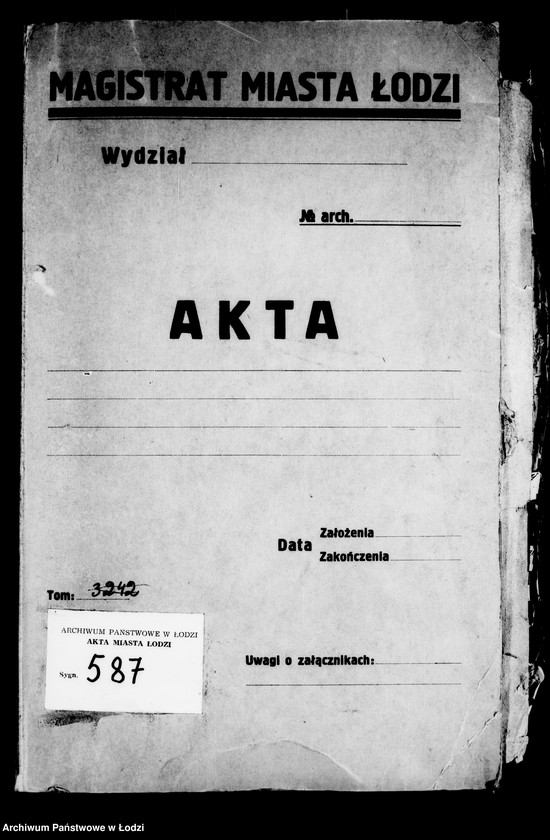 MAGISTRAT MIASTA ŁODZI
Wydział
№ arch.
AKTA
Data Założenia
Zakończenia
Tom: 3242
ARCHIWUM PAŃSTWOWE W ŁODZI
AKTA MIASTA ŁODZI
Sygn. 587
Uwagi o załącznikach:
Archiwum Państwowe w Łodzi